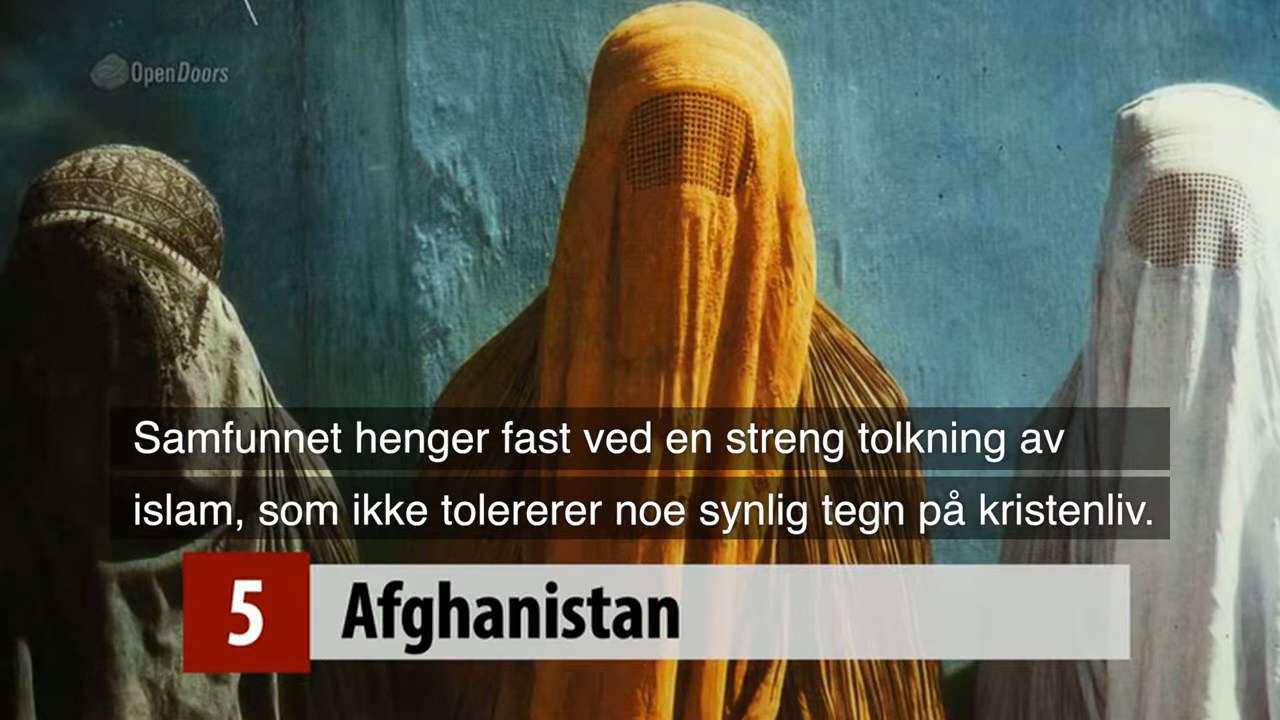 OpenDoors
Samfunnet henger fast ved en streng tolkning av
islam, som ikke tolererer noe synlig tegn på kristenliv.
5 Afghanistan